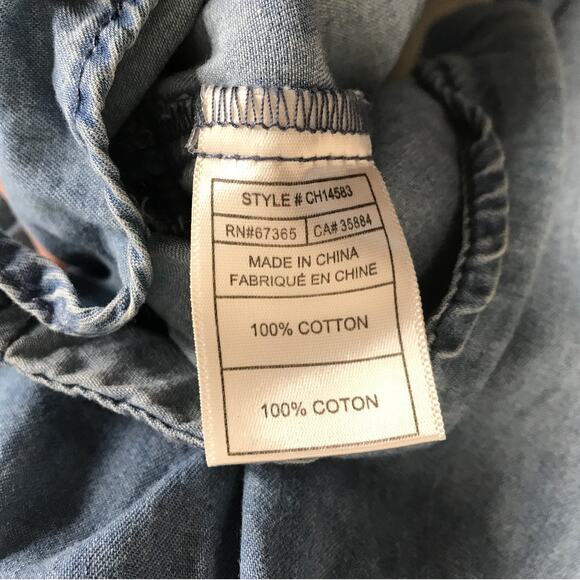 STYLE # CH14583
RN#67365 CA# 35884
MADE IN CHINA
FABRIQUÉ EN CHINE
100% COTTON
100% COTON